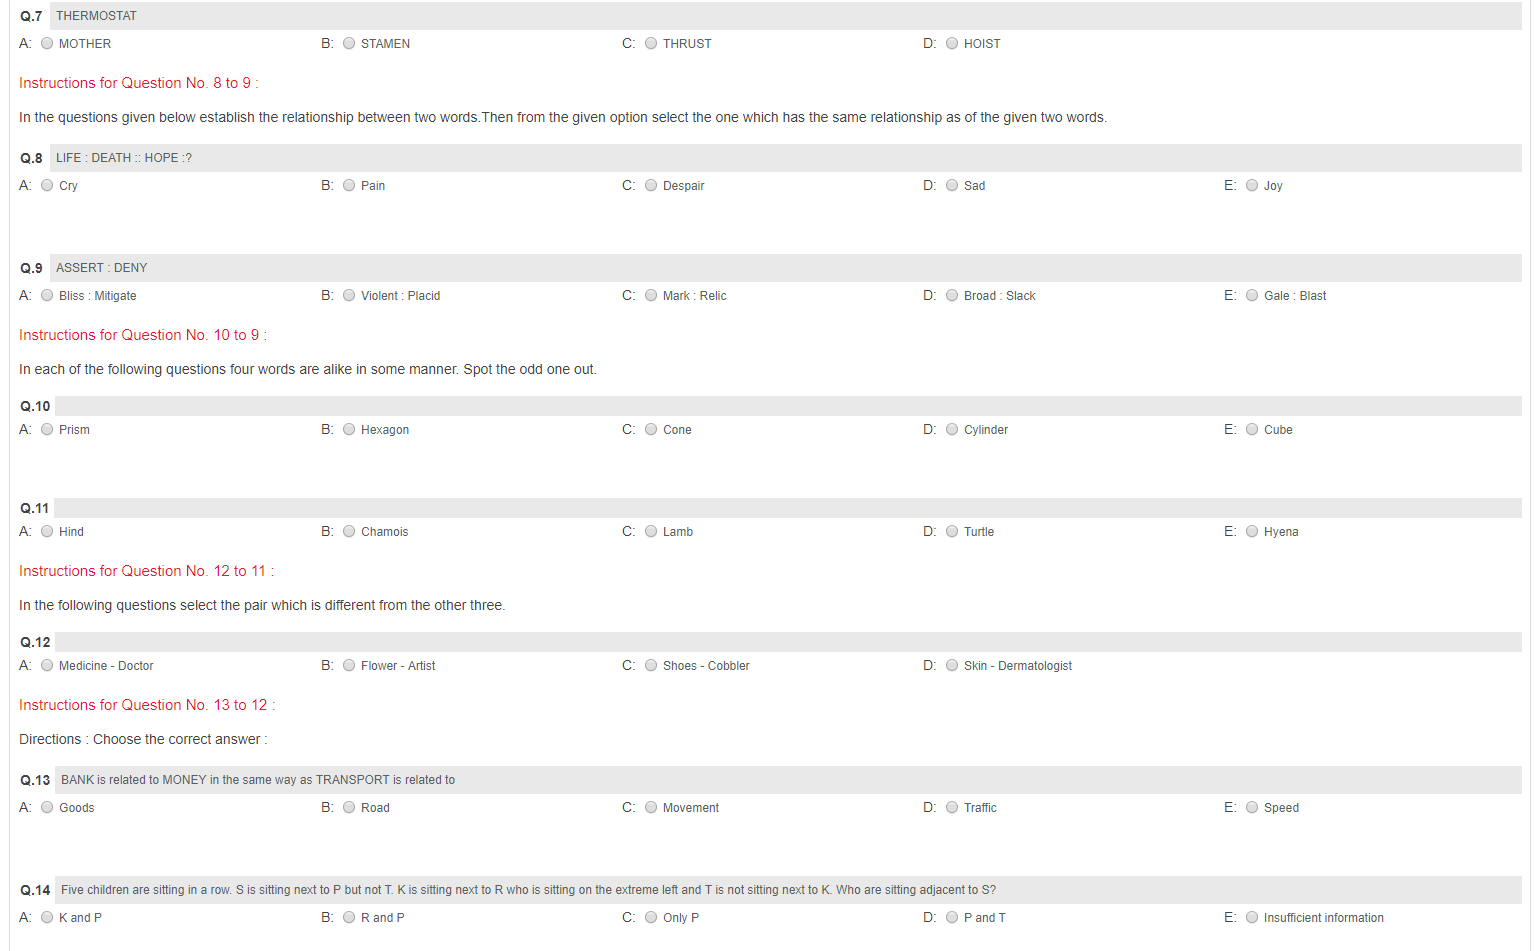 Q.7 THERMOSTAT
A: MOTHER B: STAMEN C: THRUST D: HOIST
Instructions for Question No. 8 to 9 :
In the questions given below establish the relationship between two words.Then from the given option select the one which has the same relationship as of the given two words.
Q.8 LIFE : DEATH :: HOPE :?
A: Cry B: Pain C: Despair D: Sad E: Joy
Q.9 ASSERT : DENY
A: Bliss : Mitigate B: Violent : Placid C: Mark : Relic D: Broad : Slack E: Gale : Blast
Instructions for Question No. 10 to 9 :
In each of the following questions four words are alike in some manner. Spot the odd one out.
Q.10
A: Prism B: Hexagon C: Cone D: Cylinder E: Cube
Q.11
A: Hind B: Chamois C: Lamb D: Turtle E: Hyena
Instructions for Question No. 12 to 11 :
In the following questions select the pair which is different from the other three.
Q.12
A: Medicine - Doctor B: Flower - Artist C: Shoes - Cobbler D: Skin - Dermatologist
Instructions for Question No. 13 to 12 :
Directions : Choose the correct answer :
Q.13 BANK is related to MONEY in the same way as TRANSPORT is related to
A: Goods B: Road C: Movement D: Traffic E: Speed
Q.14 Five children are sitting in a row. S is sitting next to P but not T. K is sitting next to R who is sitting on the extreme left and T is not sitting next to K. Who are sitting adjacent to S?
A: K and P B: R and P C: Only P D: P and T E: Insufficient information